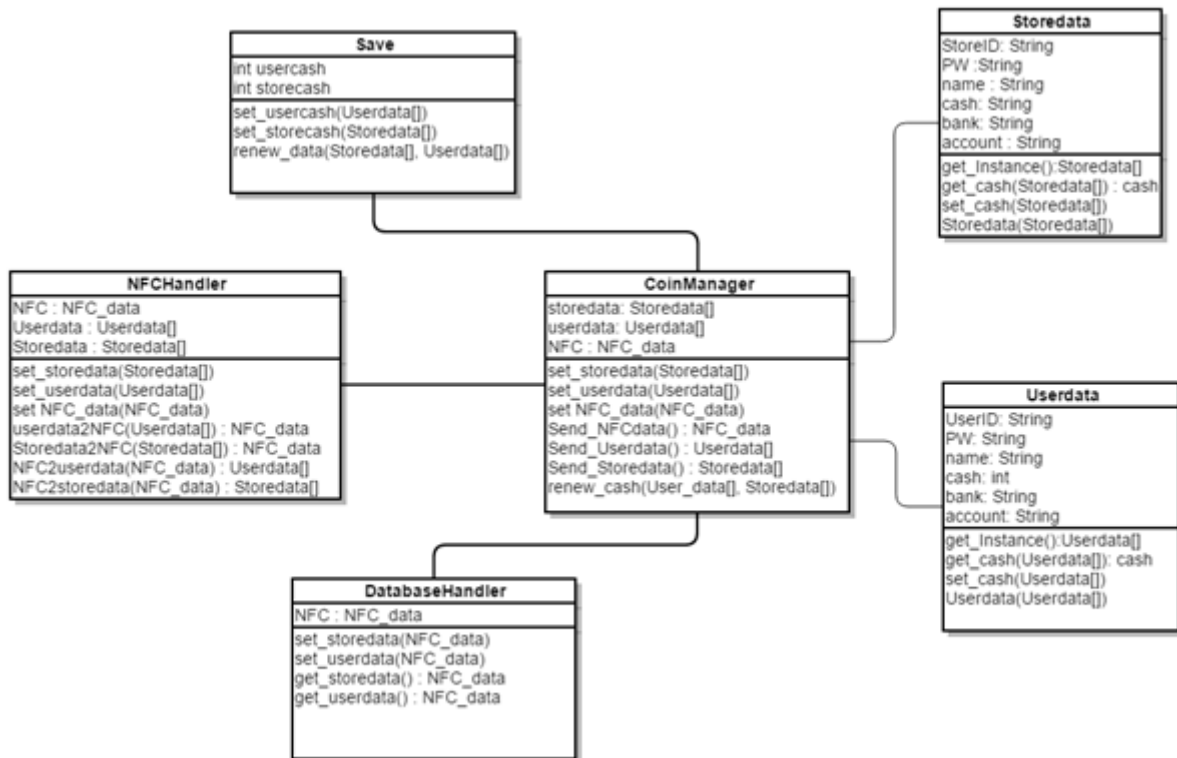 Save
int usercash
int storecash
set_usercash(Userdata[])
set_storecash(Storedata[])
renew_data(Storedata[], Userdata[])
Storedata
StoreID: String
PW :String
name : String
cash: String
bank: String
account : String
get_Instance():Storedata[]
get_cash(Storedata[]) : cash
set_cash(Storedata[])
Storedata(Storedata[])
NFCHandler
NFC : NFC_data
Userdata : Userdata[]
Storedata : Storedata[]
set_storedata(Storedata[])
set_userdata(Userdata[])
set NFC_data(NFC_data)
userdata2NFC(Userdata[]) : NFC_data
Storedata2NFC(Storedata[]) : NFC_data
NFC2userdata(NFC_data) : Userdata[]
NFC2storedata(NFC_data) : Storedata[]
CoinManager
storedata: Storedata[]
userdata: Userdata[]
NFC : NFC_data
set_storedata(Storedata[])
set_userdata(Userdata[])
set NFC_data(NFC_data)
Send_NFCdata() : NFC_data
Send_Userdata() : Userdata[]
Send_Storedata() : Storedata[]
renew_cash(User_data[], Storedata[])
Userdata
UserID: String
PW: String
name: String
cash: int
bank: String
account: String
get_Instance():Userdata[]
get_cash(Userdata[]): cash
set_cash(Userdata[])
Userdata(Userdata[])
DatabaseHandler
NFC : NFC_data
set_storedata(NFC_data)
set_userdata(NFC_data)
get_storedata() : NFC_data
get_userdata() : NFC_data